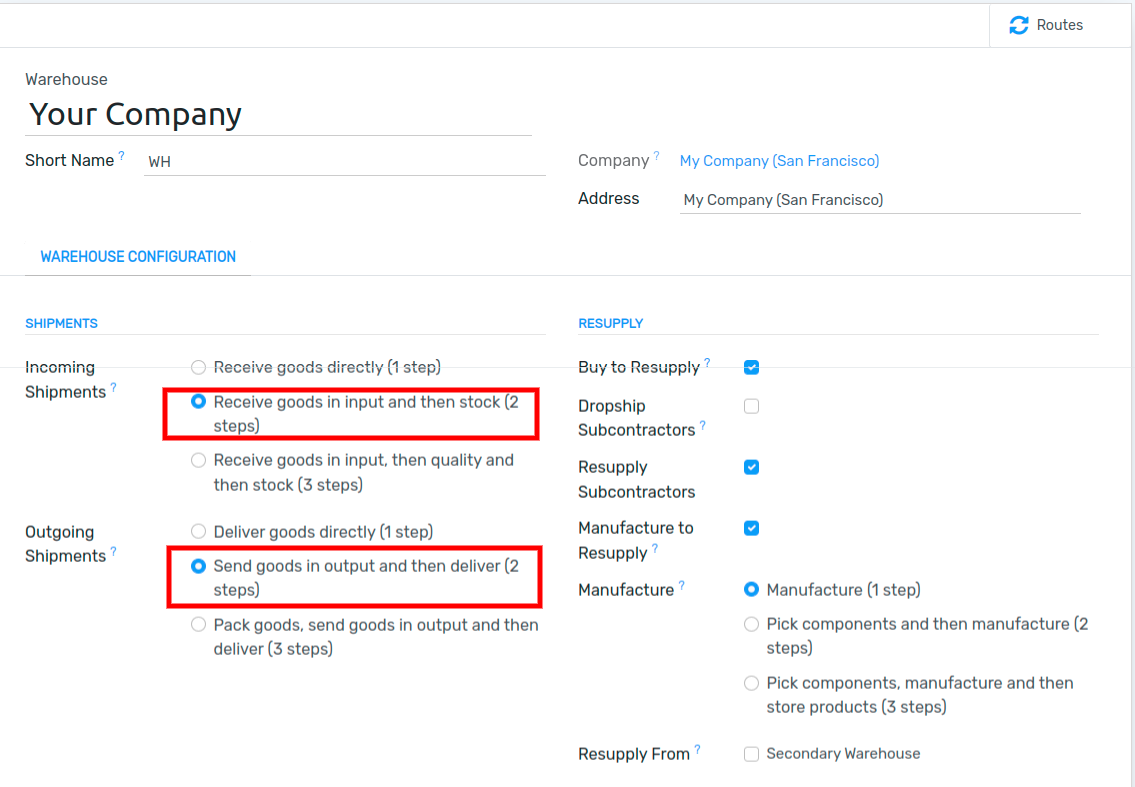 Routes
Warehouse
Your Company
Short Name ?
WH
Company ?
My Company (San Francisco)
Address
My Company (San Francisco)
WAREHOUSE CONFIGURATION
SHIPMENTS
Incoming
Shipments ?
Receive goods directly (1 step)
Receive goods in input and then stock (2
steps)
Receive goods in input, then quality and
then stock (3 steps)
Outgoing
Shipments ?
Deliver goods directly (1 step)
Send goods in output and then deliver (2
steps)
Pack goods, send goods in output and then
deliver (3 steps)
RESUPPLY
Buy to Resupply ?
Dropship
Subcontractors ?
Resupply
Subcontractors
Manufacture to
Resupply ?
Manufacture ?
Manufacture (1 step)
Pick components and then manufacture (2
steps)
Pick components, manufacture and then
store products (3 steps)
Resupply From ?
Secondary Warehouse